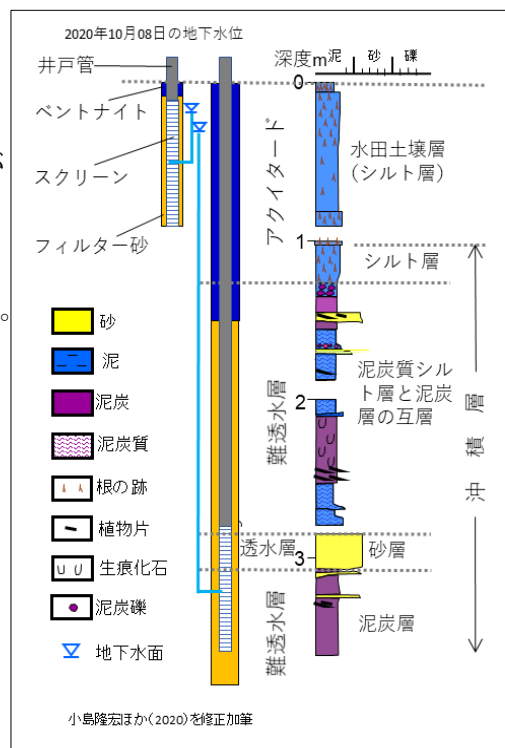 2020年10月08日の地下水位
井戸管
ベントナイト
スクリーン
フィルター砂
砂
泥
泥炭
泥炭質
根の跡
植物片
生痕化石
泥炭礫
地下水面
深度m 泥 砂 礫
0
1
2
3
アクイタード
難透水層
透水層
難透水層
水田土壌層
(シルト層)
シルト層
泥炭質シル
ト層と泥炭
層の互層
砂層
泥炭層
沖積層
小島隆宏ほか(2020)を修正加筆